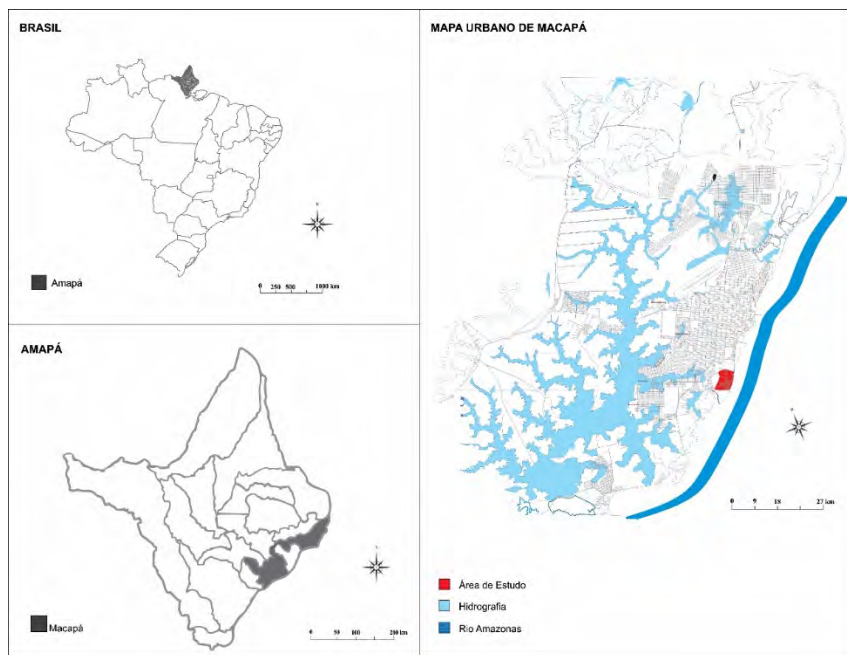 BRASIL
Amapá
0 250 500 1000 km
AMAPÁ
Macapá
0 50 100 200 km
MAPA URBANO DE MACAPÁ
0 9 18 27 km
Área de Estudo
Hidrografia
Rio Amazonas